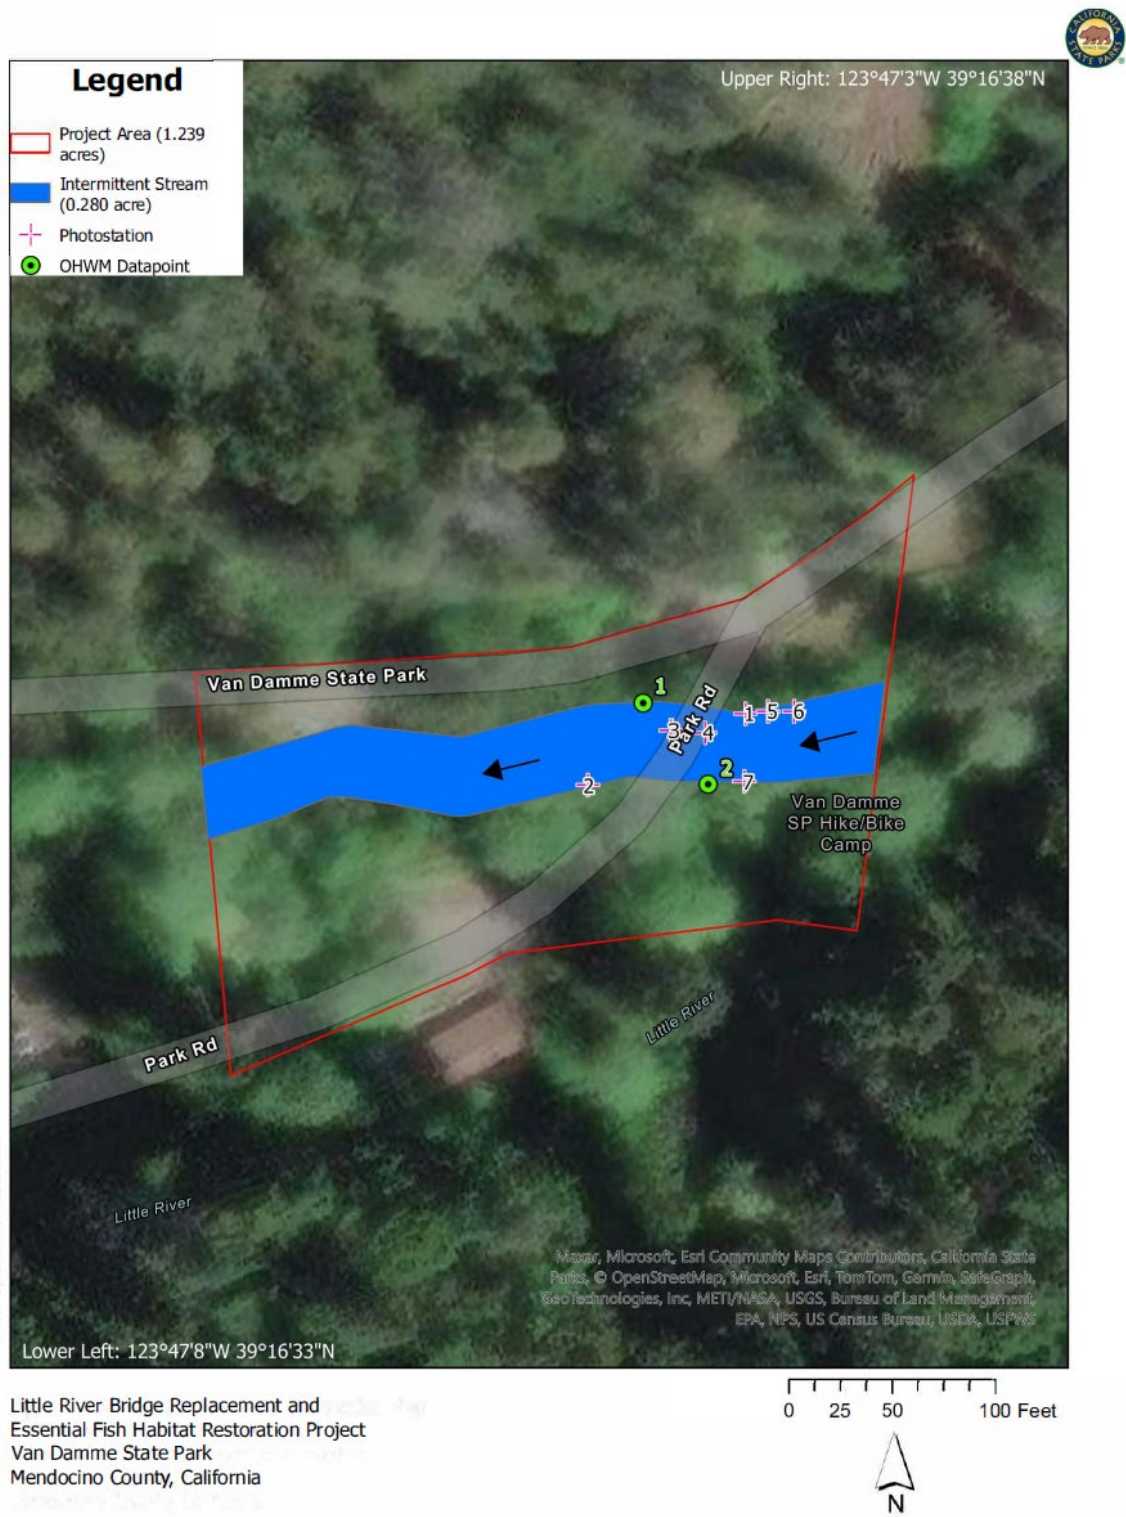 CALIFORNIA
STATE PARKS
Legend
Upper Right: 123°47'3"W 39°16'38"N
Project Area (1.239
acres)
Intermittent Stream
(0.280 acre)
Photostation
OHWM Datapoint
Van Damme State Park
1
Park Rd
1
5
6
3
4
2
2
7
Van Damme
SP Hike/Bike
Camp
Little River
Park Rd
Little River
Maxar, Microsoft, Esri Community Maps Contributors, California State
Parks, © OpenStreetMap, Microsoft, Esri, TomTom, Garmin, SafeGraph,
GeoTechnologies, Inc, METI/NASA, USGS, Bureau of Land Management,
EPA, NPS, US Census Bureau, USDA, USFWS
Lower Left: 123°47'8"W 39°16'33"N
Little River Bridge Replacement and
Essential Fish Habitat Restoration Project
Van Damme State Park
Mendocino County, California
0 25 50 100 Feet
N